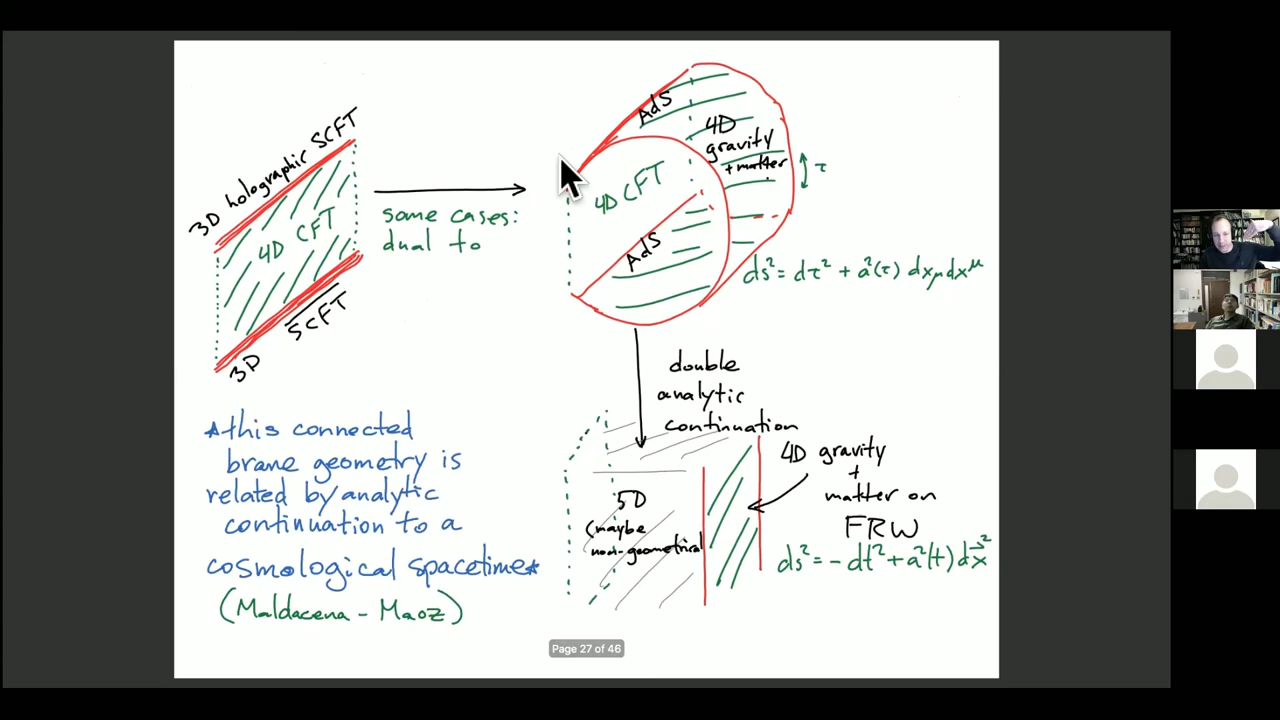 3D holographic SCFT
4D CFT
3D SCFT
some cases:
dual to
AdS
4D
gravity
+ matter
τ
4D CFT
AdS
ds² = dτ² + a²(τ) dxμdx^μ
double
analytic
continuation
★this connected
brane geometry is
related by analytic
continuation to a
cosmological spacetime★
(Maldacena - Maoz)
5D
(maybe
non-geometrical
4D gravity
+
matter on
FRW
ds² = -dt² + a²(t) dx⃗²
Page 27 of 46